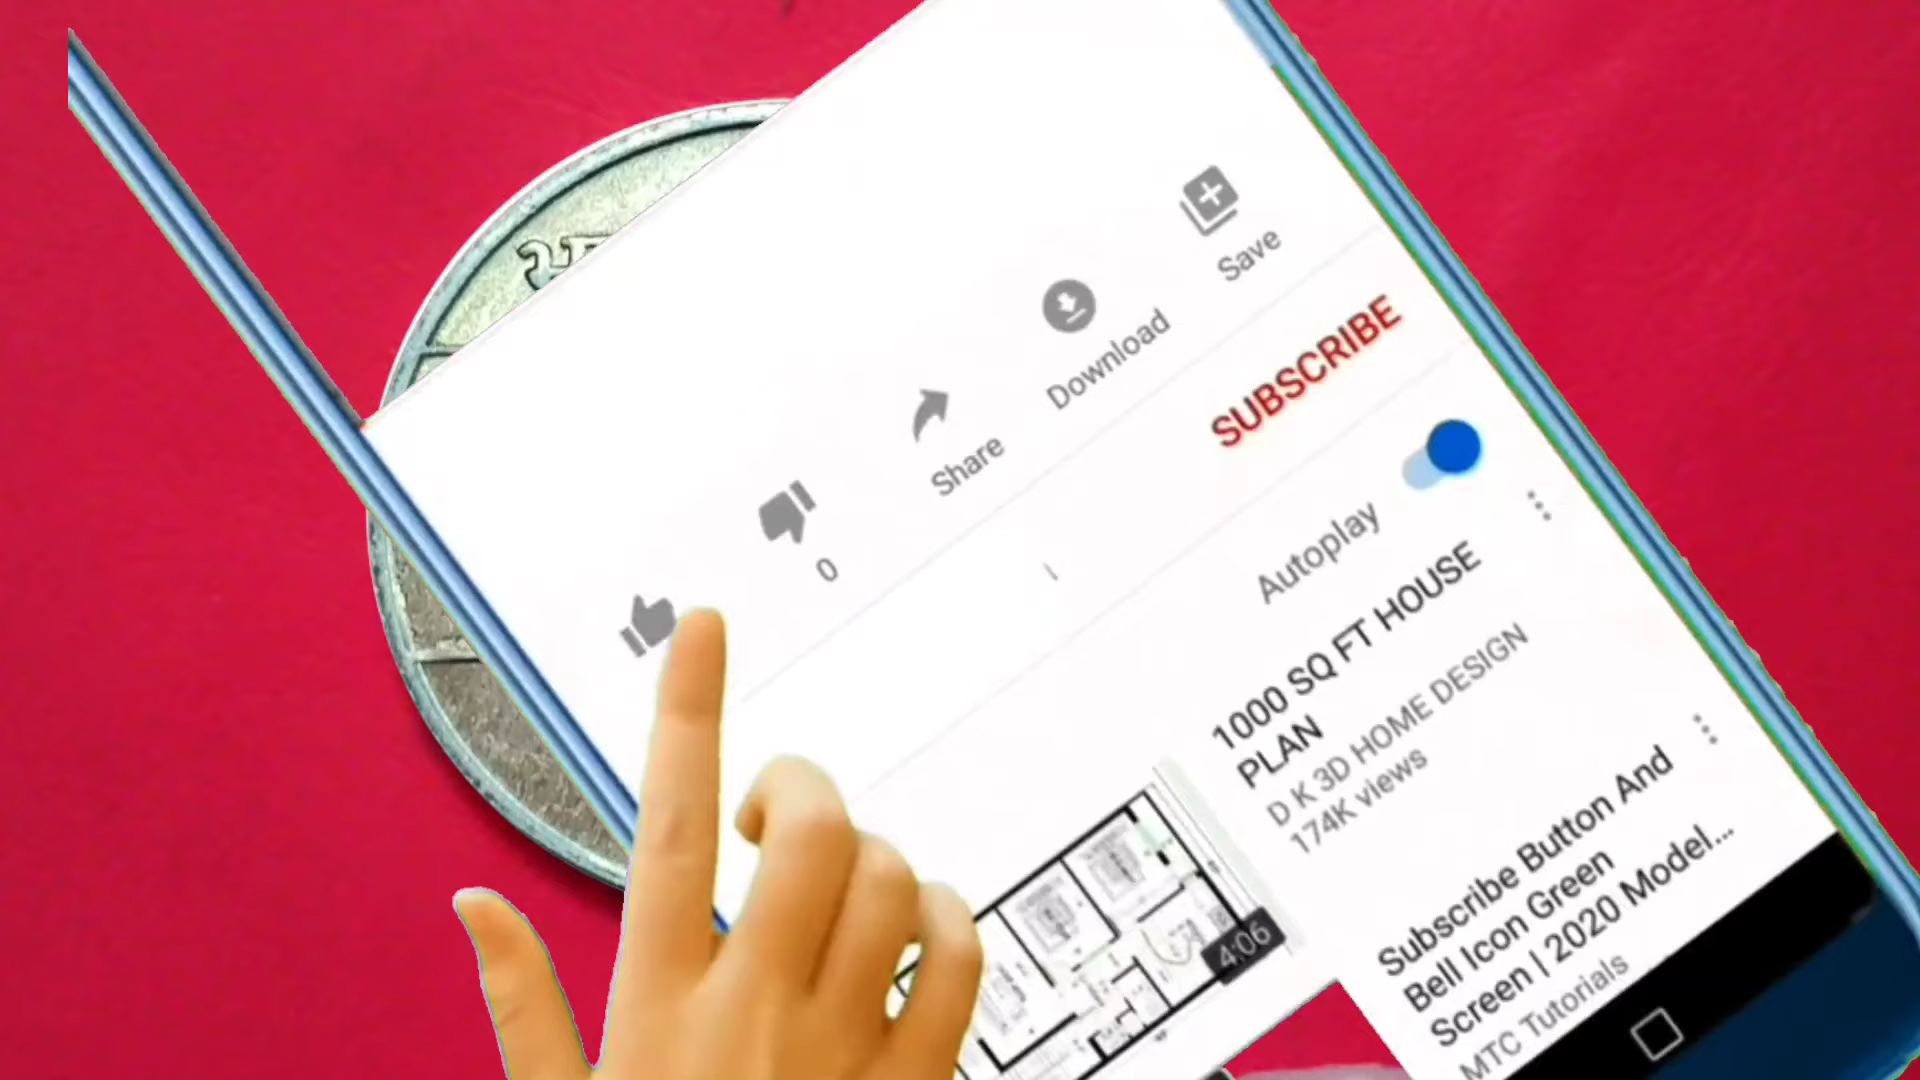 Save
Download
Share
0
SUBSCRIBE
Autoplay
1000 SQ FT HOUSE
PLAN
D K 3D HOME DESIGN
174K views
4:06
Subscribe Button And
Bell Icon Green
Screen | 2020 Model...
MTC Tutorials